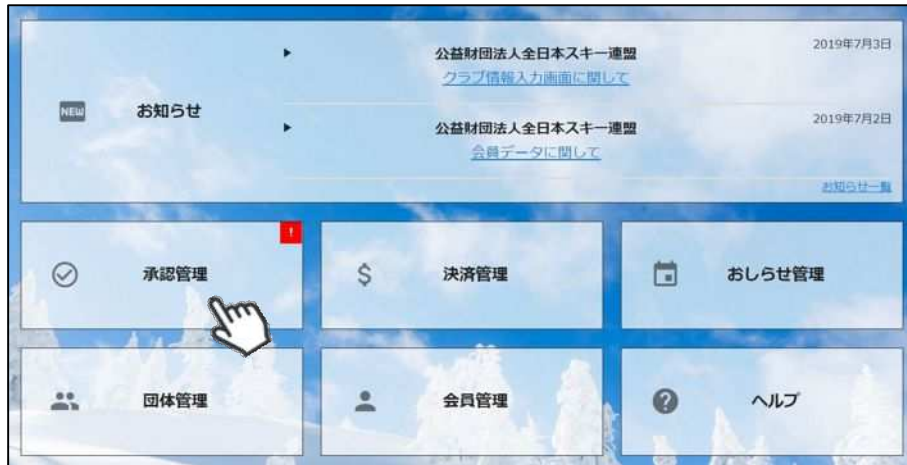 公益財団法人全日本スキー連盟
2019年7月3日
クラブ情報入力画面に関して
NEW
お知らせ
公益財団法人全日本スキー連盟
2019年7月2日
会員データに関して
お知らせ一覧
!
承認管理
$
決済管理
おしらせ管理
団体管理
会員管理
?
ヘルプ